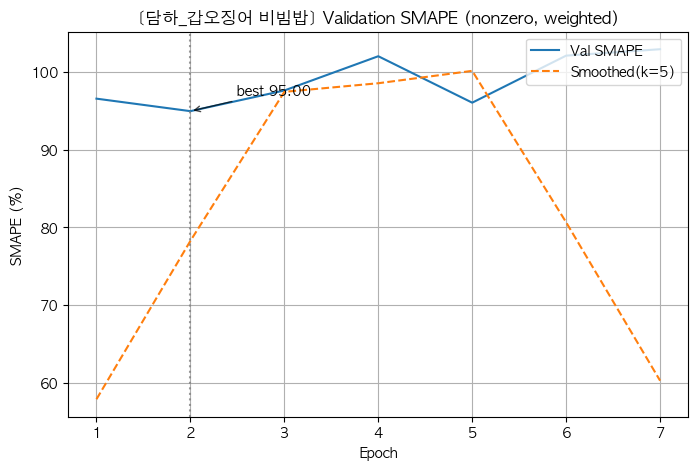 [담하_갑오징어 비빔밥] Validation SMAPE (nonzero, weighted)
Val SMAPE
Smoothed(k=5)
best 95.00
SMAPE (%)
100
90
80
70
60
1 2 3 4 5 6 7
Epoch